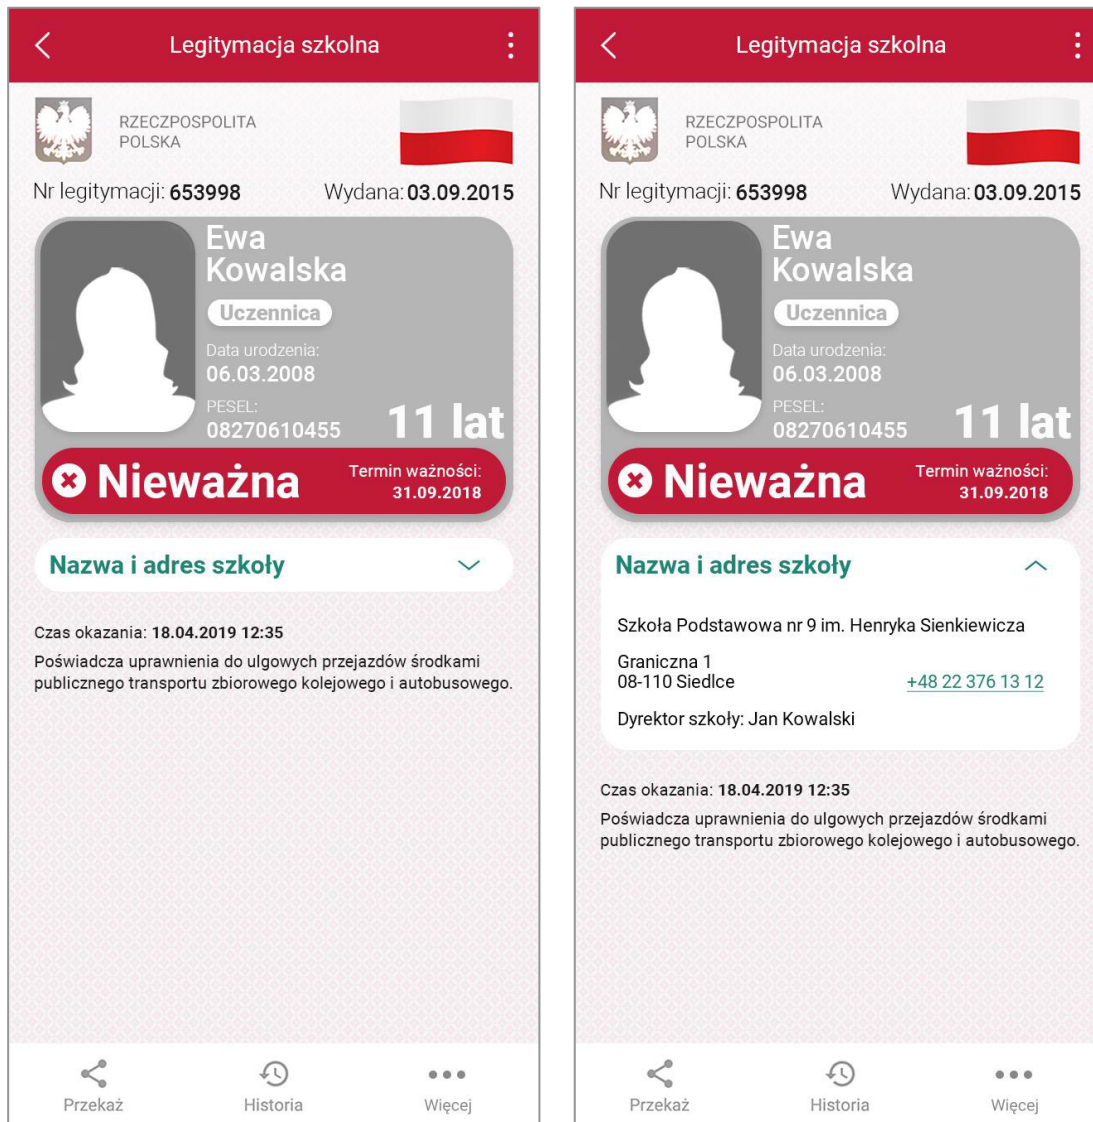 Legitymacja szkolna
RZECZPOSPOLITA
POLSKA
Nr legitymacji: 653998 Wydana: 03.09.2015
Ewa
Kowalska
Uczennica
Data urodzenia:
06.03.2008
PESEL:
08270610455
11 lat
Nieważna
Termin ważności:
31.09.2018
Nazwa i adres szkoły
Czas okazania: 18.04.2019 12:35
Poświadcza uprawnienia do ulgowych przejazdów środkami
publicznego transportu zbiorowego kolejowego i autobusowego.
Przekaż Historia Więcej
Legitymacja szkolna
RZECZPOSPOLITA
POLSKA
Nr legitymacji: 653998 Wydana: 03.09.2015
Ewa
Kowalska
Uczennica
Data urodzenia:
06.03.2008
PESEL:
08270610455
11 lat
Nieważna
Termin ważności:
31.09.2018
Nazwa i adres szkoły
Szkoła Podstawowa nr 9 im. Henryka Sienkiewicza
Graniczna 1
08-110 Siedlce +48 22 376 13 12
Dyrektor szkoły: Jan Kowalski
Czas okazania: 18.04.2019 12:35
Poświadcza uprawnienia do ulgowych przejazdów środkami
publicznego transportu zbiorowego kolejowego i autobusowego.
Przekaż Historia Więcej